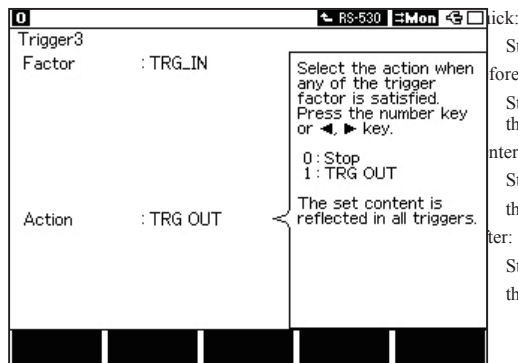 0 RS-530 Mon
Trigger3
Factor : TRG_IN
Select the action when
any of the trigger
factor is satisfied.
Press the number key
or ◄, ► key.
0 : Stop
1 : TRG OUT
Action : TRG OUT
The set content is
reflected in all triggers.